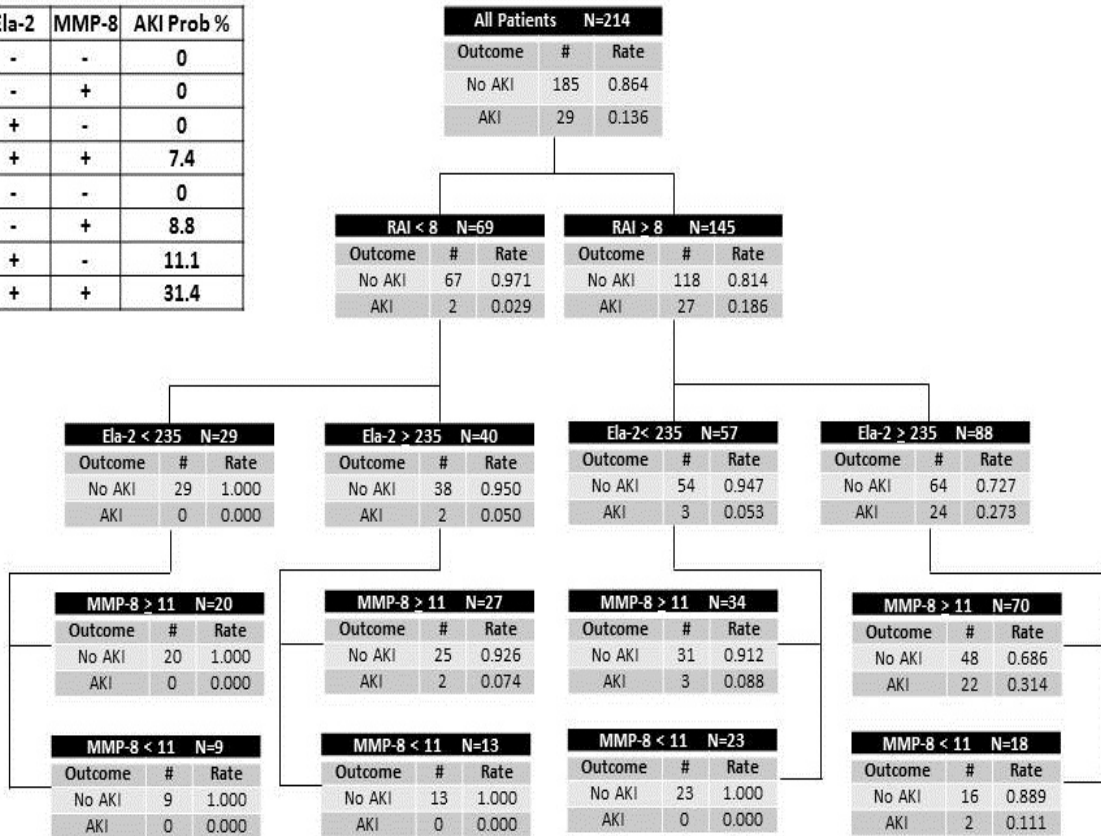 Ela-2 MMP-8 AKI Prob %
- - 0
- + 0
+ - 0
+ + 7.4
- - 0
- + 8.8
+ - 11.1
+ + 31.4
All Patients N=214
Outcome # Rate
No AKI 185 0.864
AKI 29 0.136
RAI < 8 N=69
Outcome # Rate
No AKI 67 0.971
AKI 2 0.029
RAI ≥ 8 N=145
Outcome # Rate
No AKI 118 0.814
AKI 27 0.186
Ela-2 < 235 N=29
Outcome # Rate
No AKI 29 1.000
AKI 0 0.000
Ela-2 ≥ 235 N=40
Outcome # Rate
No AKI 38 0.950
AKI 2 0.050
Ela-2< 235 N=57
Outcome # Rate
No AKI 54 0.947
AKI 3 0.053
Ela-2 ≥ 235 N=88
Outcome # Rate
No AKI 64 0.727
AKI 24 0.273
MMP-8 ≥ 11 N=20
Outcome # Rate
No AKI 20 1.000
AKI 0 0.000
MMP-8 ≥ 11 N=27
Outcome # Rate
No AKI 25 0.926
AKI 2 0.074
MMP-8 ≥ 11 N=34
Outcome # Rate
No AKI 31 0.912
AKI 3 0.088
MMP-8 ≥ 11 N=70
Outcome # Rate
No AKI 48 0.686
AKI 22 0.314
MMP-8 < 11 N=9
Outcome # Rate
No AKI 9 1.000
AKI 0 0.000
MMP-8 < 11 N=13
Outcome # Rate
No AKI 13 1.000
AKI 0 0.000
MMP-8 < 11 N=23
Outcome # Rate
No AKI 23 1.000
AKI 0 0.000
MMP-8 < 11 N=18
Outcome # Rate
No AKI 16 0.889
AKI 2 0.111